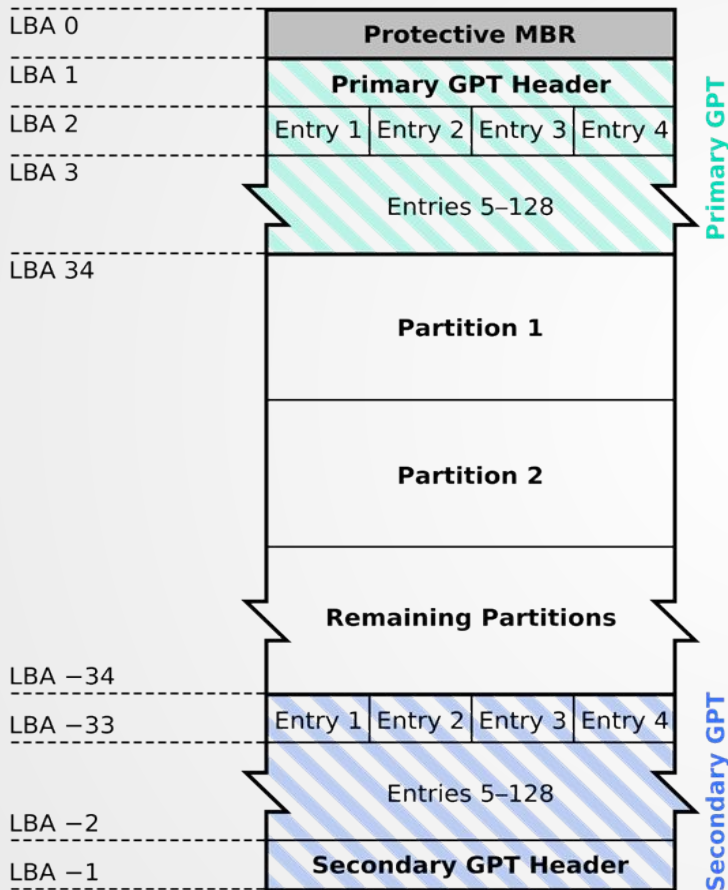 LBA 0
Protective MBR
LBA 1
Primary GPT Header
LBA 2
Entry 1 Entry 2 Entry 3 Entry 4
LBA 3
Entries 5–128
Primary GPT
LBA 34
Partition 1
Partition 2
Remaining Partitions
LBA −34
LBA −33
Entry 1 Entry 2 Entry 3 Entry 4
Entries 5–128
LBA −2
LBA −1
Secondary GPT Header
Secondary GPT